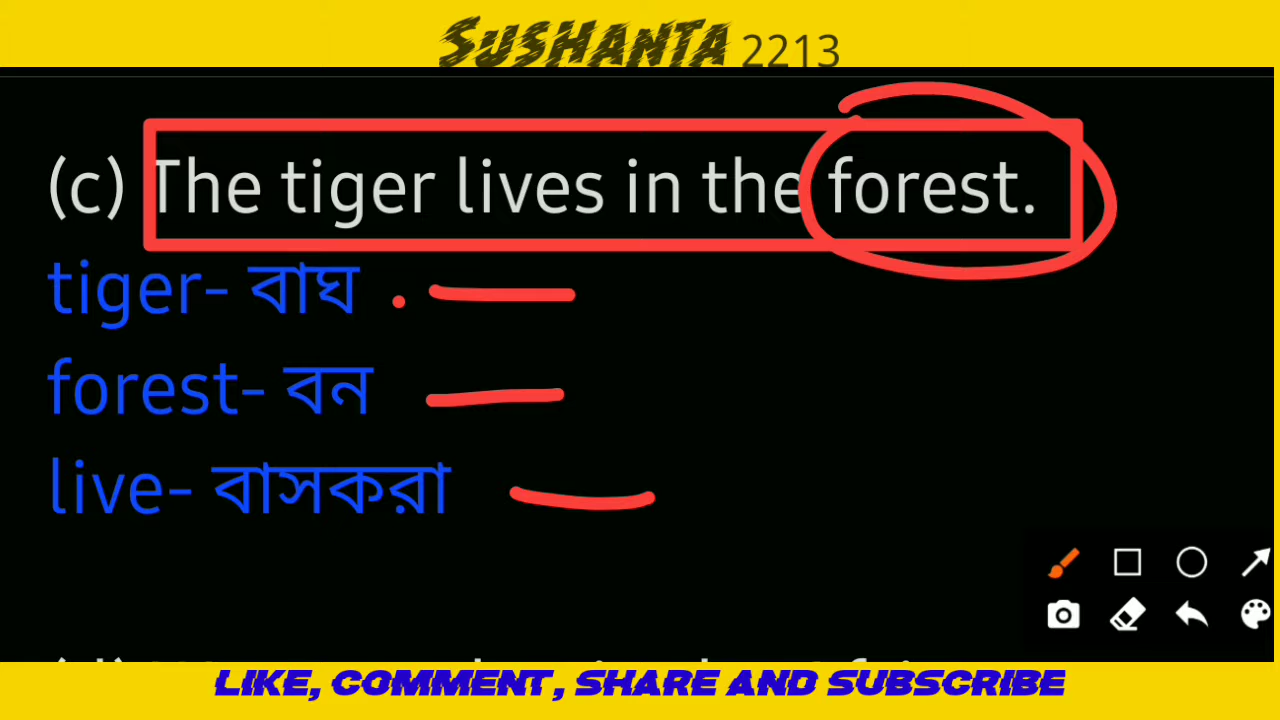 SUSHANTA 2213
(c) The tiger lives in the forest.
tiger- বাঘ
forest- বন
live- বাসকরা
LIKE, COMMENT, SHARE AND SUBSCRIBE